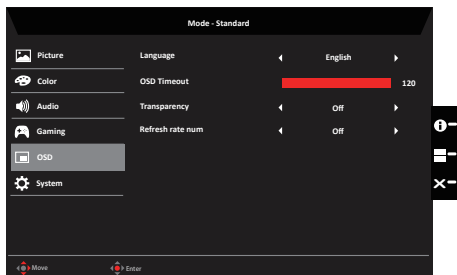 Mode - Standard
Picture
Color
Audio
Gaming
OSD
System
Language English
OSD Timeout 120
Transparency Off
Refresh rate num Off
Move Enter